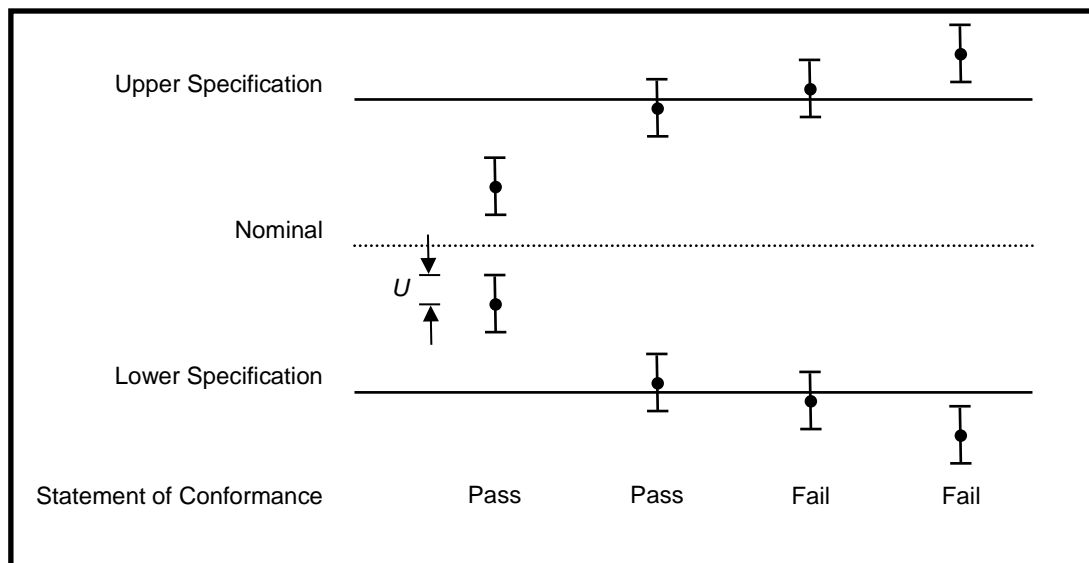 Upper Specification
Nominal
U
Lower Specification
Statement of Conformance Pass Pass Fail Fail